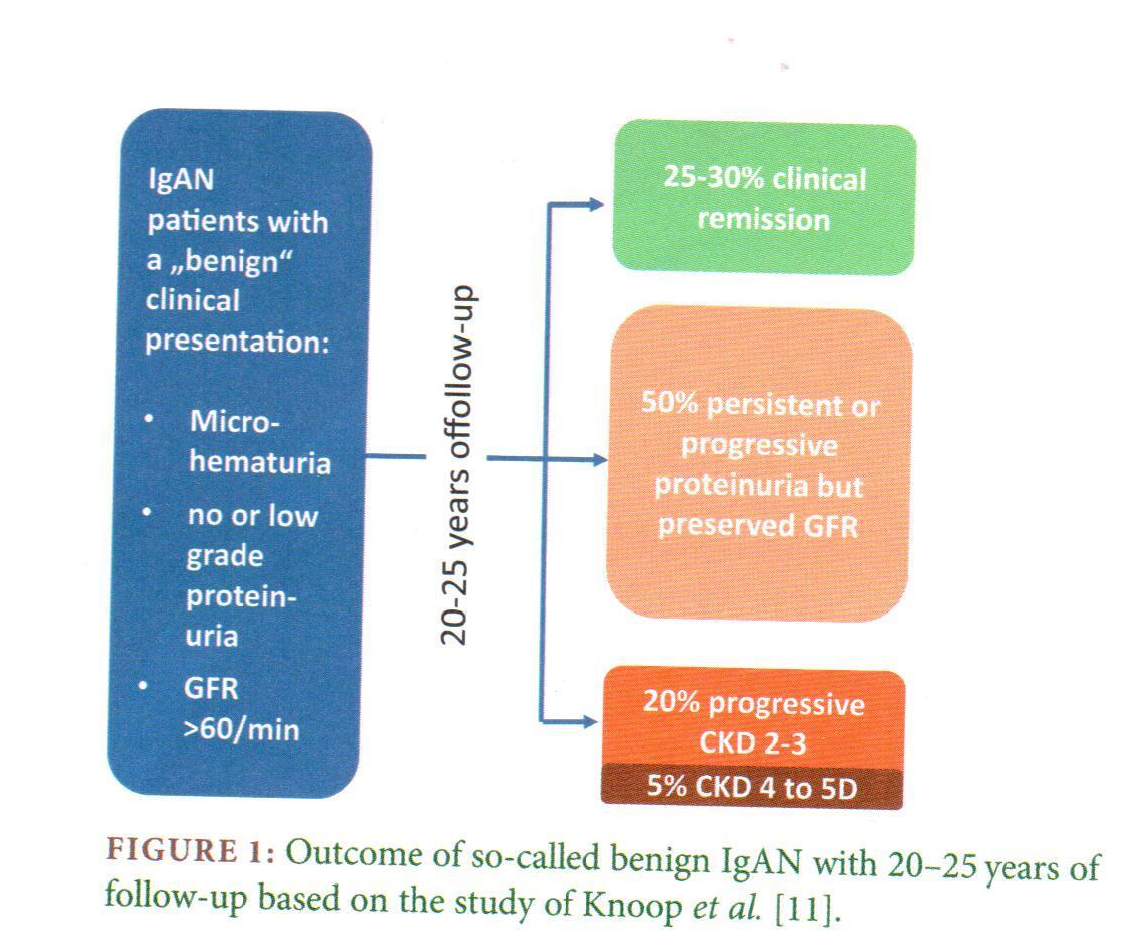 IgAN
patients with
a „benign“
clinical
presentation:
• Micro-
hematuria
• no or low
grade
protein-
uria
• GFR
>60/min
20-25 years offollow-up
25-30% clinical
remission
50% persistent or
progressive
proteinuria but
preserved GFR
20% progressive
CKD 2-3
5% CKD 4 to 5D
FIGURE 1: Outcome of so-called benign IgAN with 20–25 years of
follow-up based on the study of Knoop et al. [11].